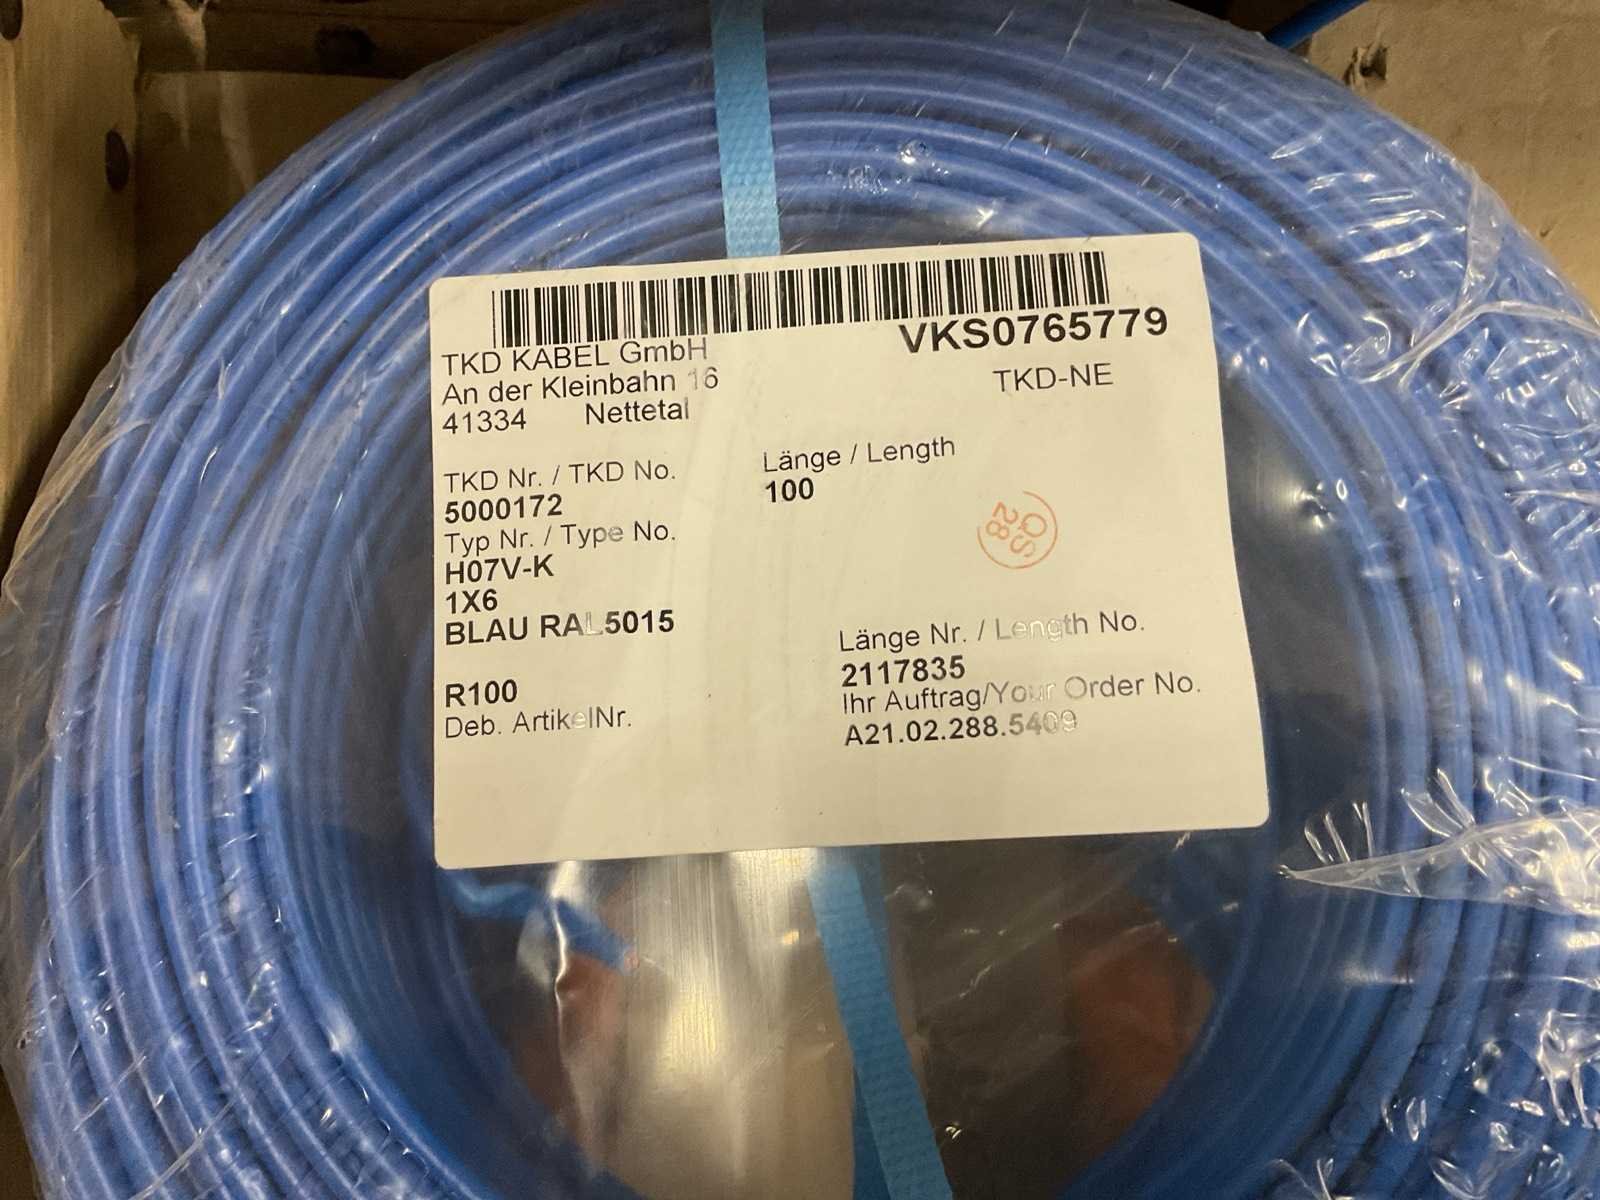 VKS0765779
TKD KABEL GmbH
An der Kleinbahn 16
41334 Nettetal
TKD-NE
TKD Nr. / TKD No.
5000172
Länge / Length
100
Typ Nr. / Type No.
H07V-K
1X6
BLAU RAL5015
QS
28
R100
Deb. ArtikelNr.
Länge Nr. / Length No.
2117835
Ihr Auftrag/Your Order No.
A21.02.288.5409